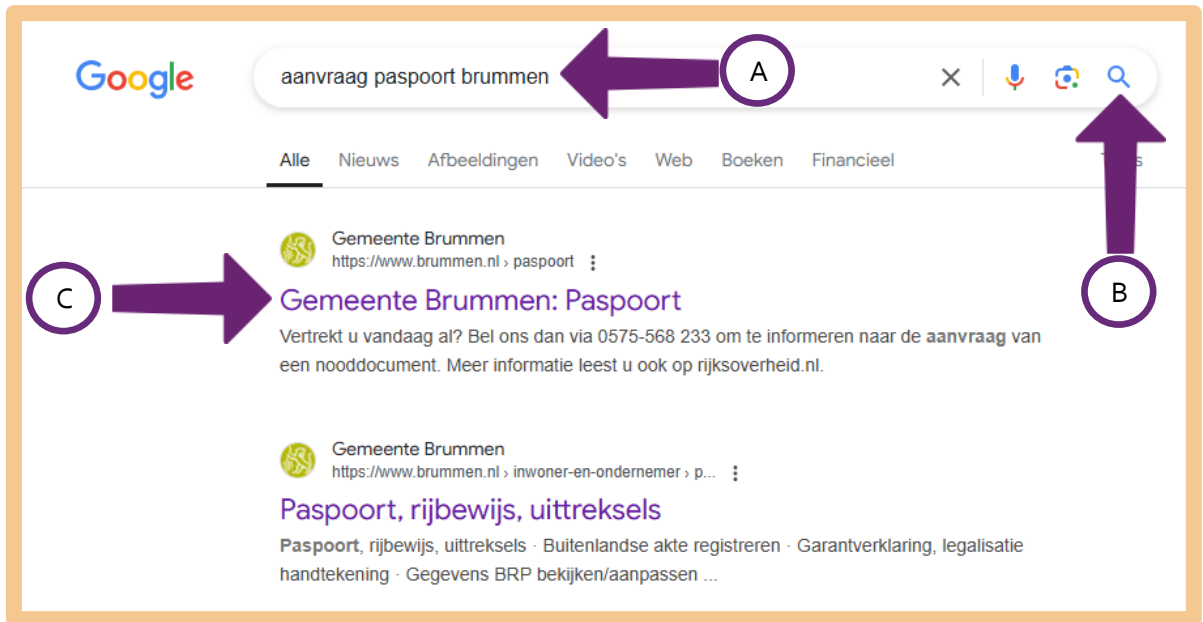 Google
aanvraag paspoort brummen
A
Alle Nieuws Afbeeldingen Video's Web Boeken Financieel
Gemeente Brummen
https://www.brummen.nl › paspoort
C
B
Gemeente Brummen: Paspoort
Vertrekt u vandaag al? Bel ons dan via 0575-568 233 om te informeren naar de aanvraag van
een nooddocument. Meer informatie leest u ook op rijksoverheid.nl.
Gemeente Brummen
https://www.brummen.nl › inwoner-en-ondernemer › p...
Paspoort, rijbewijs, uittreksels
Paspoort, rijbewijs, uittreksels · Buitenlandse akte registreren · Garantverklaring, legalisatie
handtekening · Gegevens BRP bekijken/aanpassen ...